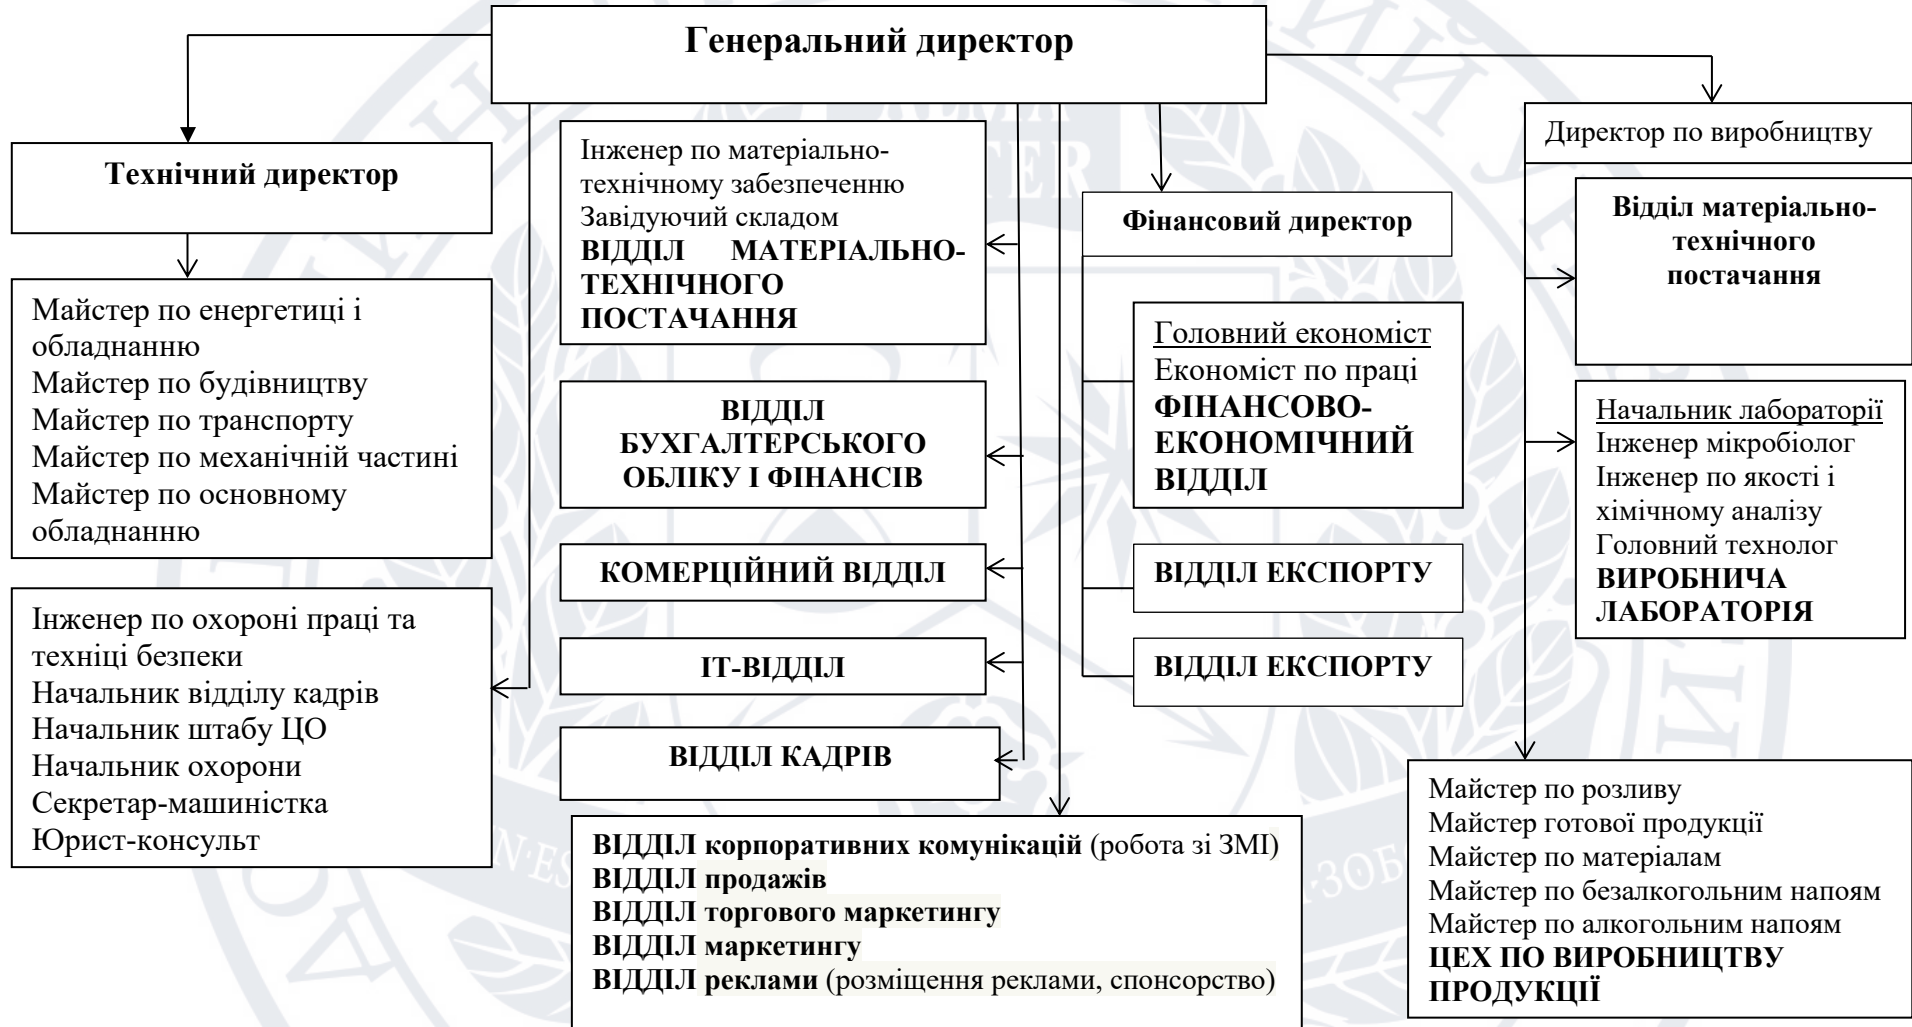 Генеральний директор
Технічний директор
Майстер по енергетиці і
обладнанню
Майстер по будівництву
Майстер по транспорту
Майстер по механічній частині
Майстер по основному
обладнанню
Інженер по охороні праці та
техніці безпеки
Начальник відділу кадрів
Начальник штабу ЦО
Начальник охорони
Секретар-машиністка
Юрист-консульт
Інженер по матеріально-
технічному забезпеченню
Завідуючий складом
ВІДДІЛ МАТЕРІАЛЬНО-
ТЕХНІЧНОГО
ПОСТАЧАННЯ
ВІДДІЛ
БУХГАЛТЕРСЬКОГО
ОБЛІКУ І ФІНАНСІВ
КОМЕРЦІЙНИЙ ВІДДІЛ
ІТ-ВІДДІЛ
ВІДДІЛ КАДРІВ
ВІДДІЛ корпоративних комунікацій (робота зі ЗМІ)
ВІДДІЛ продажів
ВІДДІЛ торгового маркетингу
ВІДДІЛ маркетингу
ВІДДІЛ реклами (розміщення реклами, спонсорство)
Фінансовий директор
Головний економіст
Економіст по праці
ФІНАНСОВО-
ЕКОНОМІЧНИЙ
ВІДДІЛ
ВІДДІЛ ЕКСПОРТУ
ВІДДІЛ ЕКСПОРТУ
Директор по виробництву
Відділ матеріально-
технічного
постачання
Начальник лабораторії
Інженер мікробіолог
Інженер по якості і
хімічному аналізу
Головний технолог
ВИРОБНИЧА
ЛАБОРАТОРІЯ
Майстер по розливу
Майстер готової продукції
Майстер по матеріалам
Майстер по безалкогольним напоям
Майстер по алкогольним напоям
ЦЕХ ПО ВИРОБНИЦТВУ
ПРОДУКЦІЇ